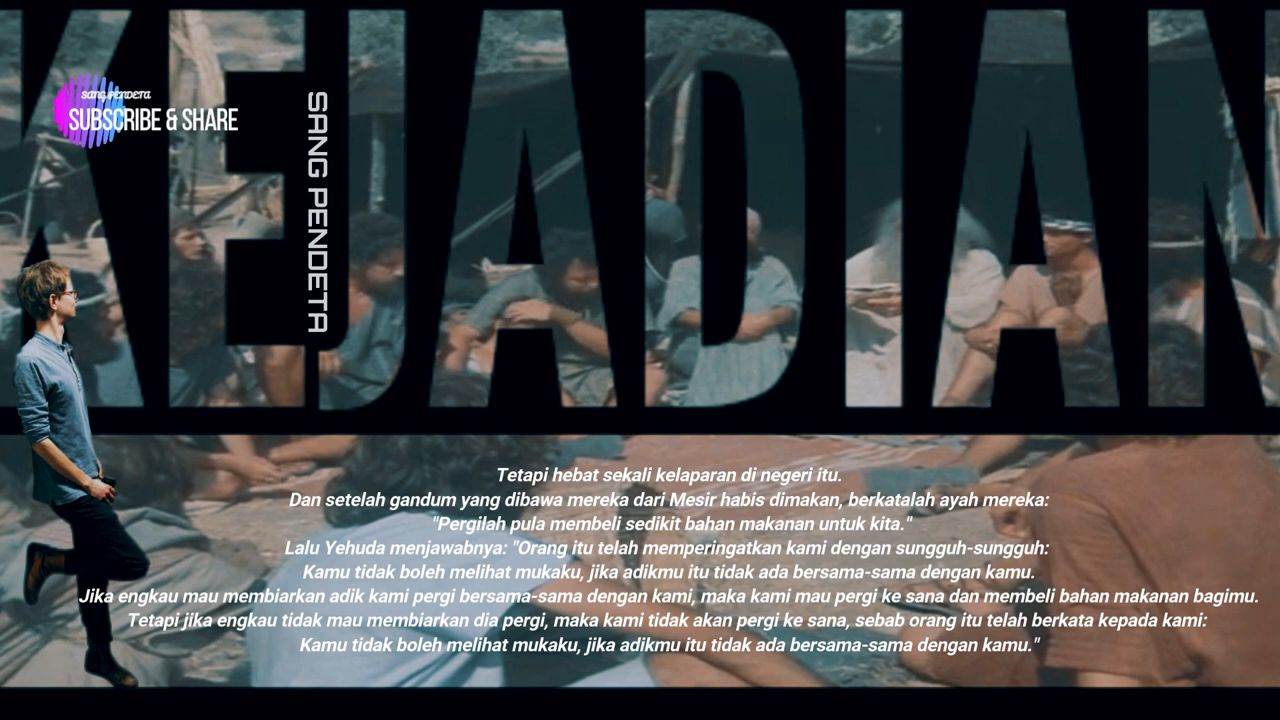 KEJADIAN
sang pendeta
SUBSCRIBE & SHARE
SANG PENDETA
Tetapi hebat sekali kelaparan di negeri itu.
Dan setelah gandum yang dibawa mereka dari Mesir habis dimakan, berkatalah ayah mereka:
"Pergilah pula membeli sedikit bahan makanan untuk kita."
Lalu Yehuda menjawabnya: "Orang itu telah memperingatkan kami dengan sungguh-sungguh:
Kamu tidak boleh melihat mukaku, jika adikmu itu tidak ada bersama-sama dengan kamu.
Jika engkau mau membiarkan adik kami pergi bersama-sama dengan kami, maka kami mau pergi ke sana dan membeli bahan makanan bagimu.
Tetapi jika engkau tidak mau membiarkan dia pergi, maka kami tidak akan pergi ke sana, sebab orang itu telah berkata kepada kami:
Kamu tidak boleh melihat mukaku, jika adikmu itu tidak ada bersama-sama dengan kamu."